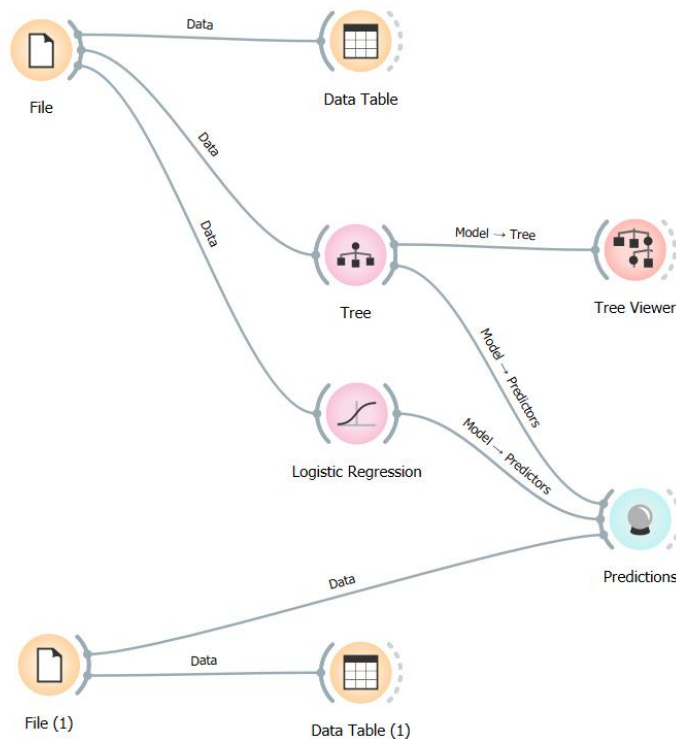 Data
File
Data Table
Data
Data
Model → Tree
Tree
Tree Viewer
Model → Predictors
Model → Predictors
Logistic Regression
Data
Predictions
Data
File (1)
Data Table (1)